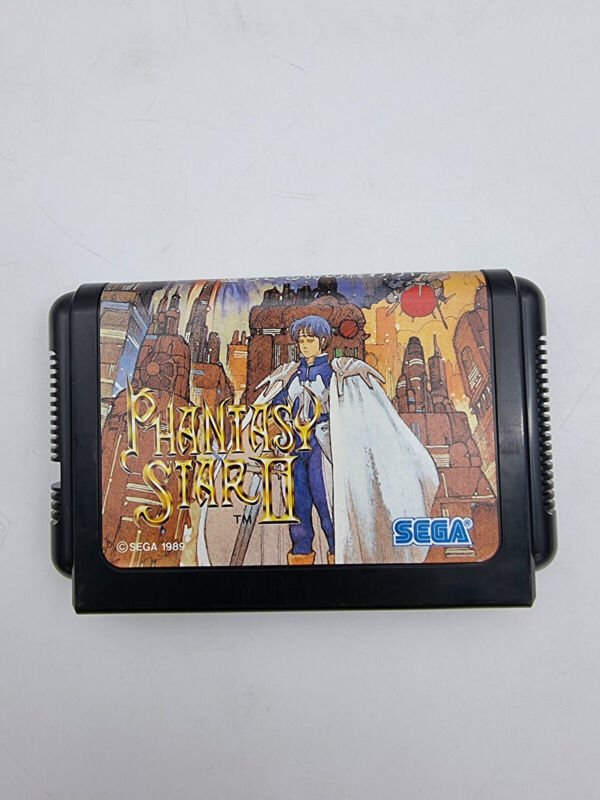 PHANTASY
STAR II
TM
SEGA®
©SEGA 1989